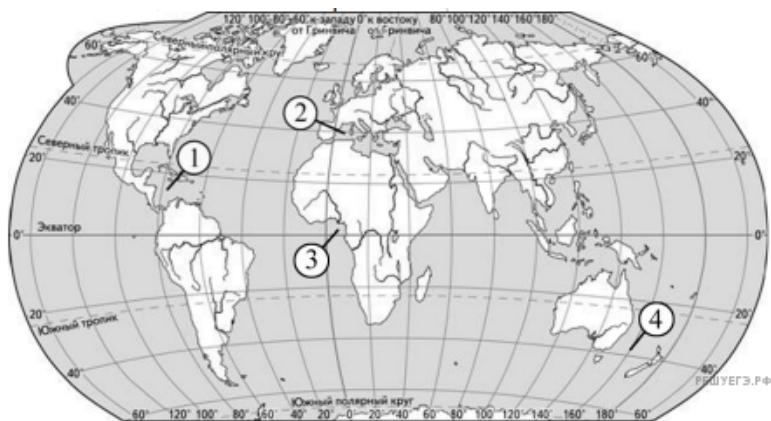 120˚ 100˚ 80˚ 60˚ к западу 0˚ к востоку 100˚ 120˚ 140˚ 160˚ 180˚
от Гринвича от Гринвича
Северный полярный круг
60˚ 60˚
40˚ 40˚
2
Северный тропик
1
20˚ 20˚
Экватор
0˚ 0˚
3
20˚ 20˚
Южный тропик
4
40˚ 40˚
РЕШУЕГЭ.РФ
Южный полярный круг
60˚ 120˚ 100˚ 80˚ 60˚ 40˚ 20˚ 0˚ 20˚ 40˚ 60˚ 80˚ 100˚ 120˚ 140˚ 160˚ 180˚ 60˚